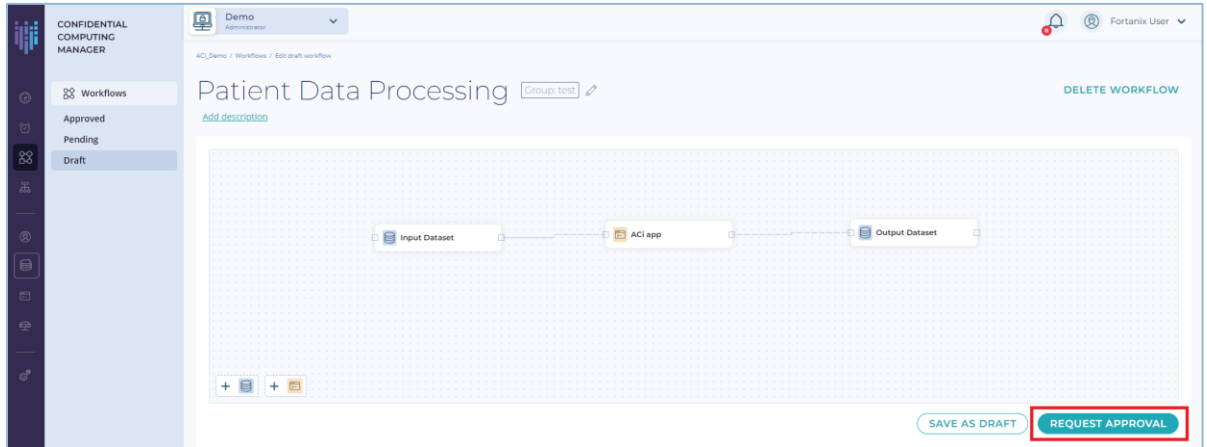 CONFIDENTIAL
COMPUTING
MANAGER
Workflows
Approved
Pending
Draft
Demo
Administrator
Fortanix User
ACi_Demo / Workflows / Edit draft workflow
Patient Data Processing
Group: test
DELETE WORKFLOW
Add description
Input Dataset
ACi app
Output Dataset
+
+
SAVE AS DRAFT
REQUEST APPROVAL